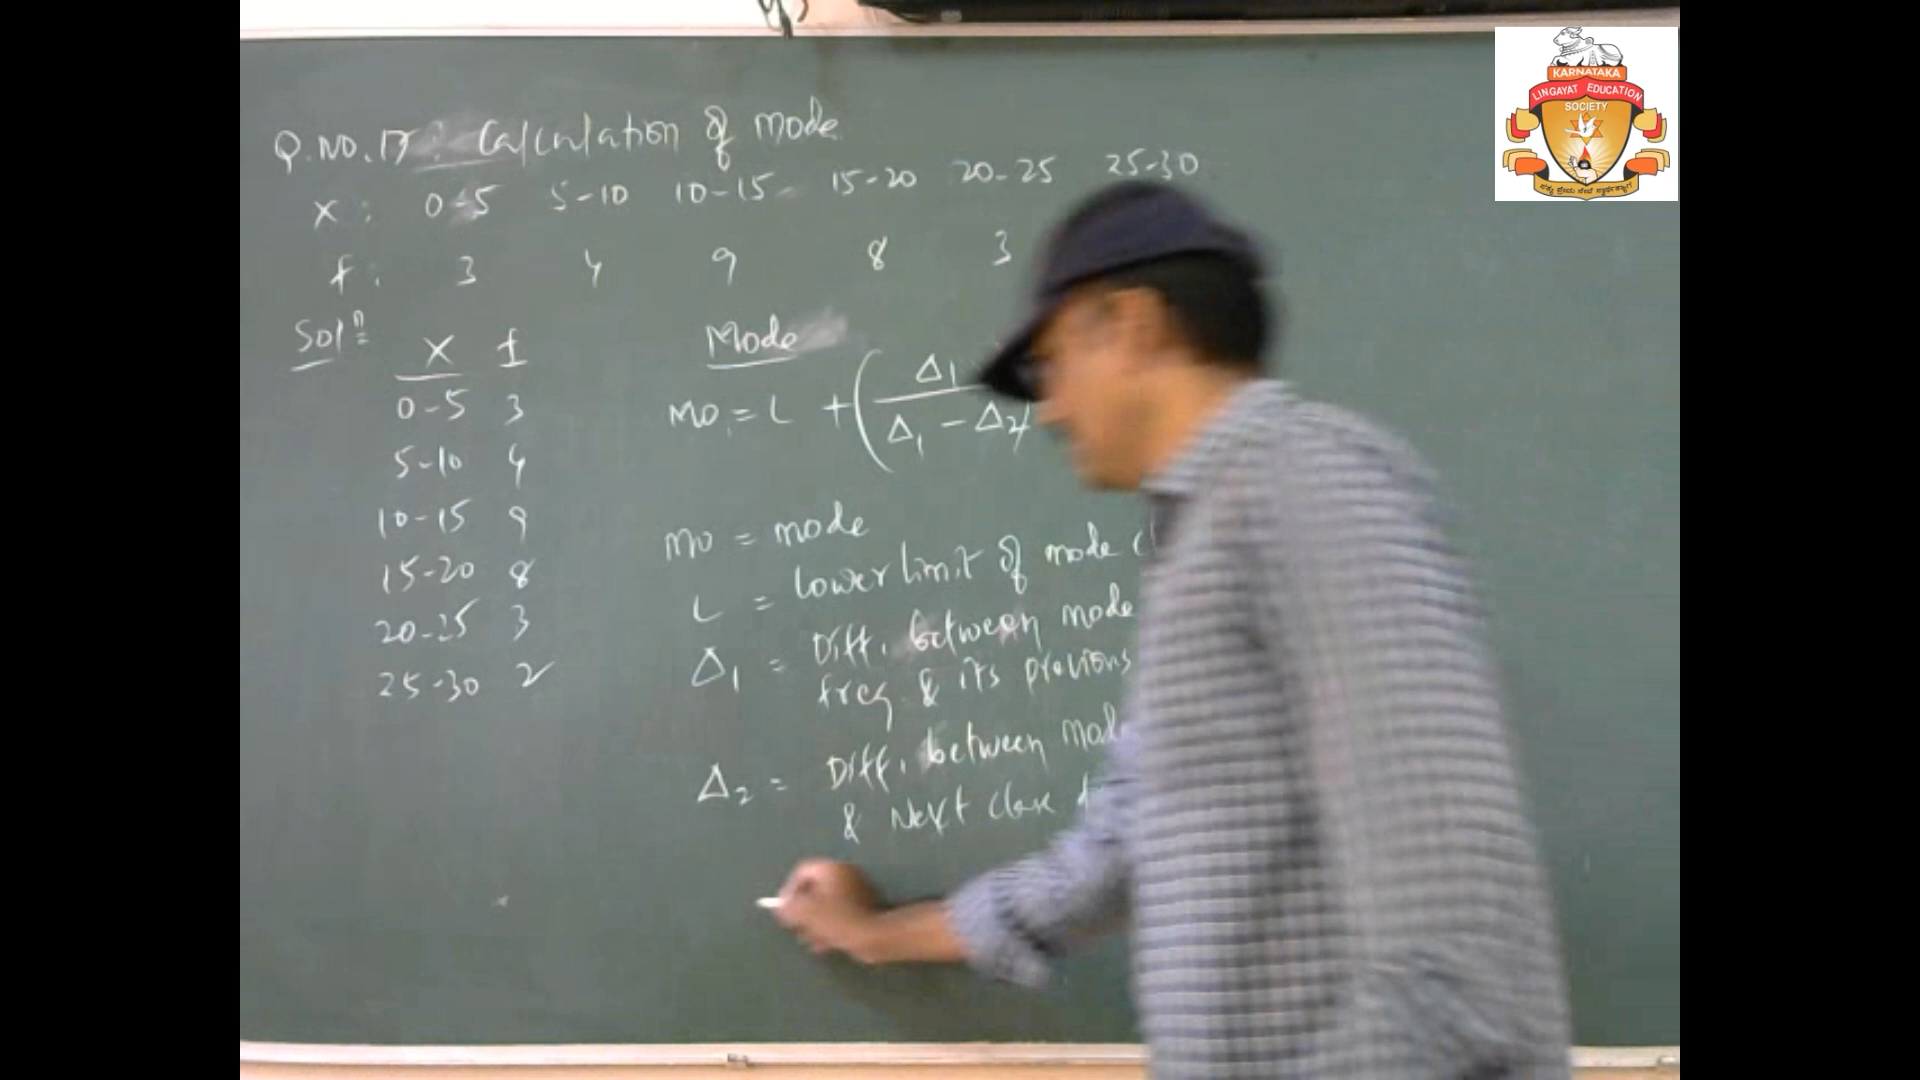 Q.NO.17: Calculation of mode
X: 0-5 5-10 10-15 15-20 20-25 25-30
f: 3 4 9 8 3
Soln: 
X f
0-5 3
5-10 4
10-15 9
15-20 8
20-25 3
25-30 2
Mode
Mo = L + (Δ1 / Δ1 - Δ2)
Mo = mode
L = Lower limit of mode
Δ1 = Diff. between mode
freq & its previous
Δ2 = Diff. between mode
& Next class
KARNATAKA
LINGAYAT EDUCATION
SOCIETY